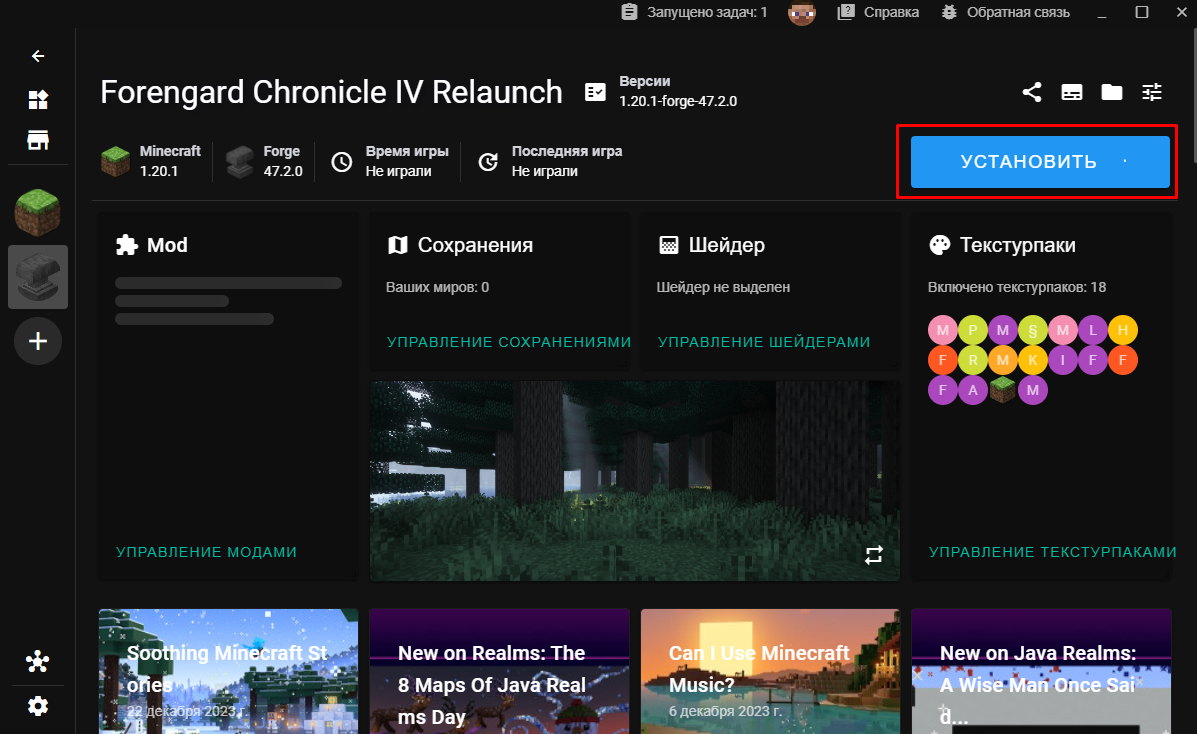 Запущено задач: 1
Справка
Обратная связь
Forengard Chronicle IV Relaunch
Версии
1.20.1-forge-47.2.0
Minecraft
1.20.1
Forge
47.2.0
Время игры
Не играли
Последняя игра
Не играли
УСТАНОВИТЬ
Mod
УПРАВЛЕНИЕ МОДАМИ
Сохранения
Ваших миров: 0
УПРАВЛЕНИЕ СОХРАНЕНИЯМИ
Шейдер
Шейдер не выделен
УПРАВЛЕНИЕ ШЕЙДЕРАМИ
Текстурпаки
Включено текстурпаков: 18
M P M § M L H
F R M K I F F
F A M
УПРАВЛЕНИЕ ТЕКСТУРПАКАМИ
Soothing Minecraft St
ories
22 декабря 2023 г.
New on Realms: The
8 Maps Of Java Real
ms Day
Can I Use Minecraft
Music?
6 декабря 2023 г.
New on Java Realms:
A Wise Man Once Sai
d...